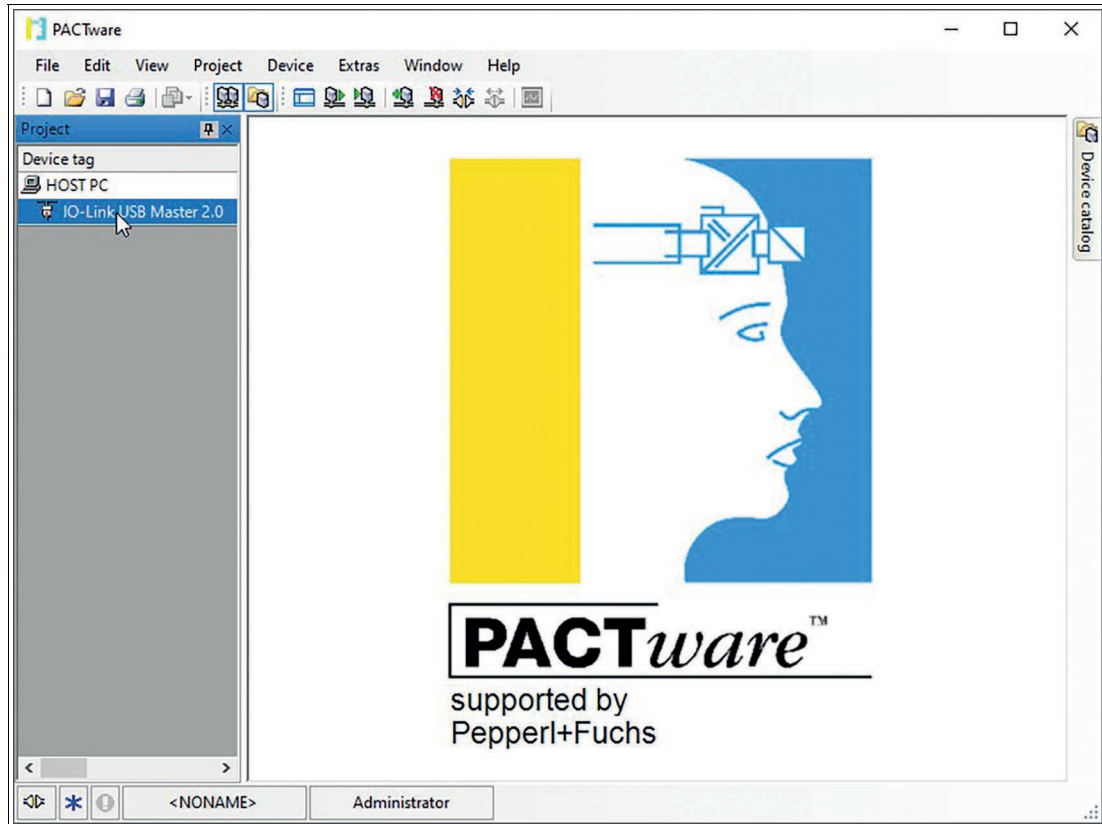 PACTware
File Edit View Project Device Extras Window Help
Project
Device tag
HOST PC
IO-Link USB Master 2.0
Device catalog
PACTware™
supported by
Pepperl+Fuchs
<NONAME> Administrator